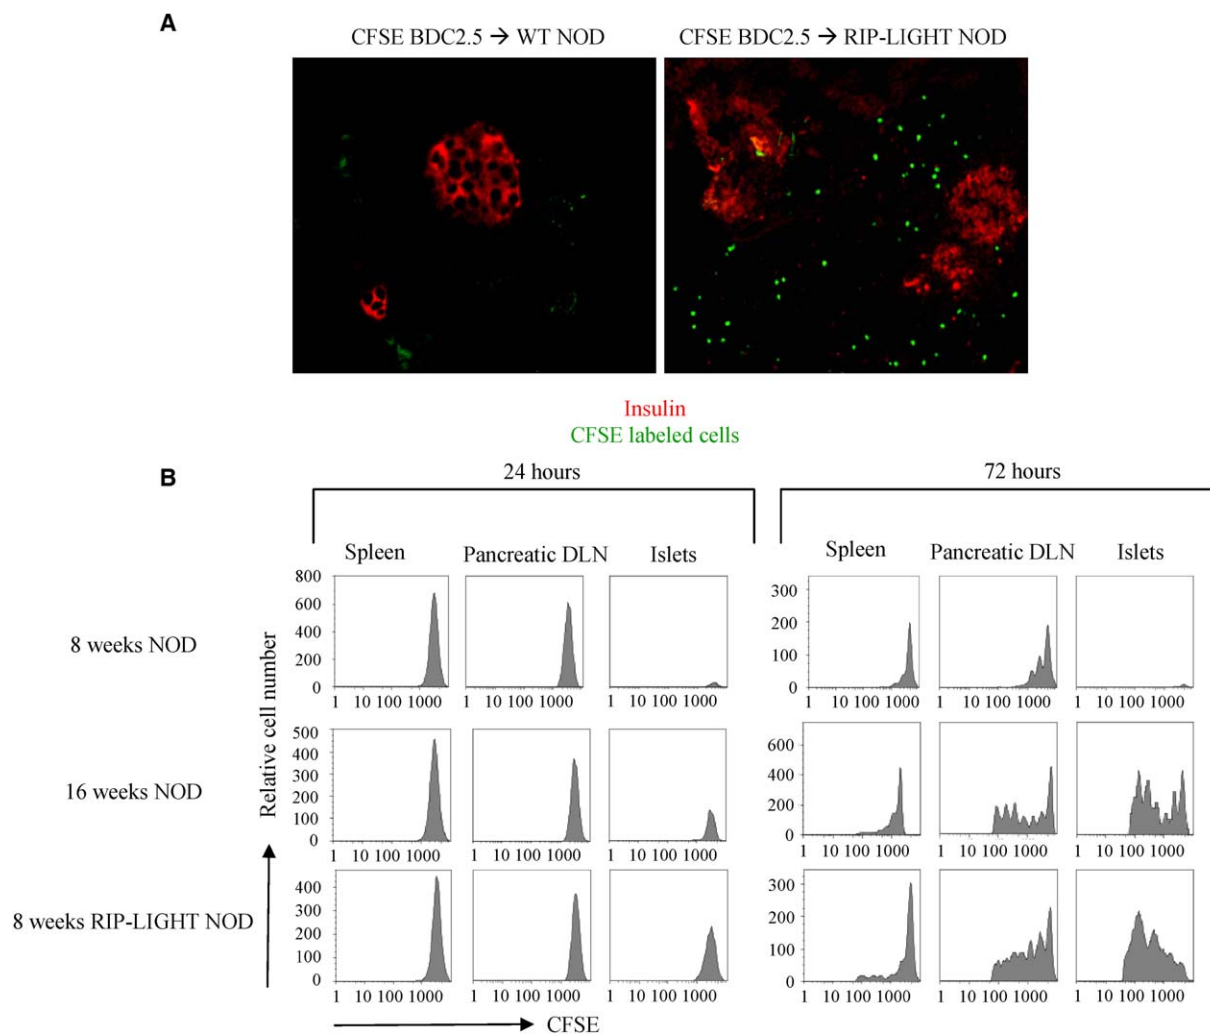 A
CFSE BDC2.5 → WT NOD
CFSE BDC2.5 → RIP-LIGHT NOD
Insulin
CFSE labeled cells
B
24 hours
72 hours
Spleen
Pancreatic DLN
Islets
Spleen
Pancreatic DLN
Islets
8 weeks NOD
800
600
400
200
0
1 10 100 1000
1 10 100 1000
1 10 100 1000
300
200
100
0
1 10 100 1000
1 10 100 1000
1 10 100 1000
16 weeks NOD
500
400
300
200
100
0
1 10 100 1000
1 10 100 1000
1 10 100 1000
600
400
200
0
1 10 100 1000
1 10 100 1000
1 10 100 1000
8 weeks RIP-LIGHT NOD
400
300
200
100
0
1 10 100 1000
1 10 100 1000
1 10 100 1000
300
200
100
0
1 10 100 1000
1 10 100 1000
1 10 100 1000
Relative cell number
CFSE